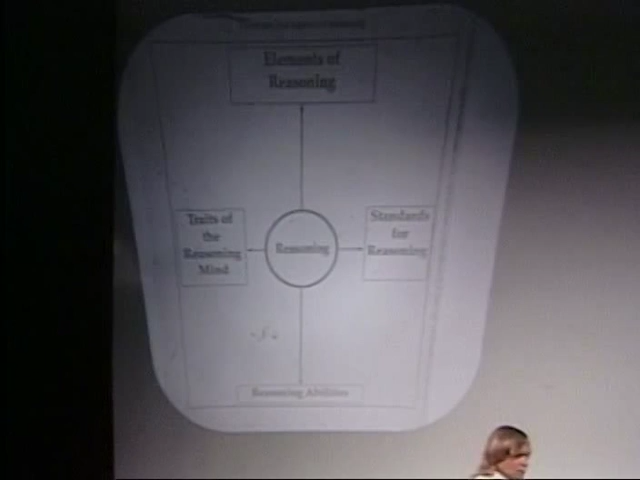 Elements of
Reasoning
Traits of
the
Reasoning
Mind
Reasoning
Standards
for
Reasoning
Reasoning Abilities